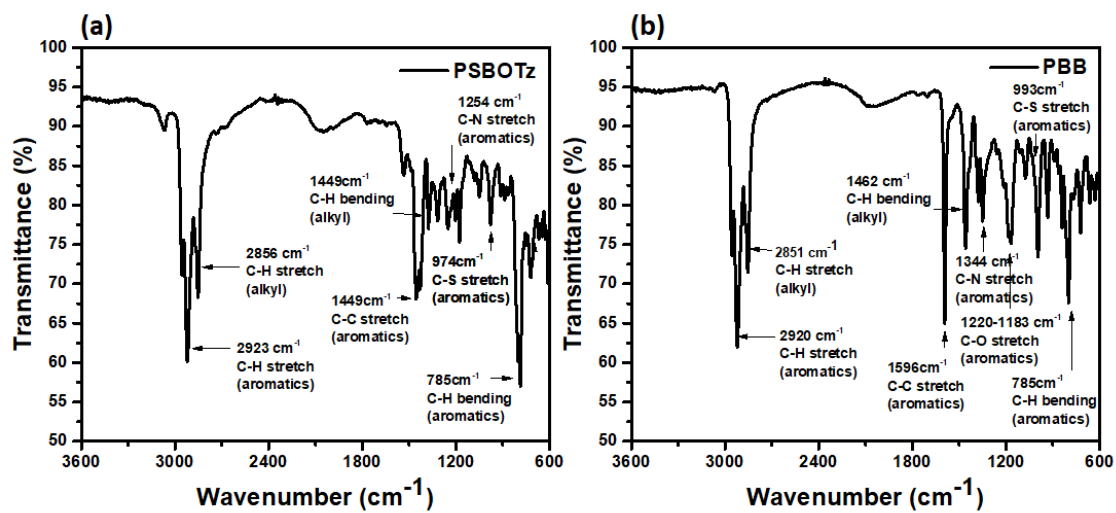 (a)
PSBOTz
1254 cm⁻¹
C-N stretch
(aromatics)
1449cm⁻¹
C-H bending
(alkyl)
2856 cm⁻¹
C-H stretch
(alkyl)
974cm⁻¹
C-S stretch
(aromatics)
1449cm⁻¹
C-C stretch
(aromatics)
2923 cm⁻¹
C-H stretch
(aromatics)
785cm⁻¹
C-H bending
(aromatics)
100
95
90
85
80
75
70
65
60
55
50
Transmittance (%)
3600 3000 2400 1800 1200 600
Wavenumber (cm⁻¹)
(b)
PBB
993cm⁻¹
C-S stretch
(aromatics)
1462 cm⁻¹
C-H bending
(alkyl)
2851 cm⁻¹
C-H stretch
(alkyl)
1344 cm⁻¹
C-N stretch
(aromatics)
2920 cm⁻¹
C-H stretch
(aromatics)
1220-1183 cm⁻¹
C-O stretch
(aromatics)
1596cm⁻¹
C-C stretch
(aromatics)
785cm⁻¹
C-H bending
(aromatics)
100
95
90
85
80
75
70
65
60
55
50
Transmittance (%)
3600 3000 2400 1800 1200 600
Wavenumber (cm⁻¹)